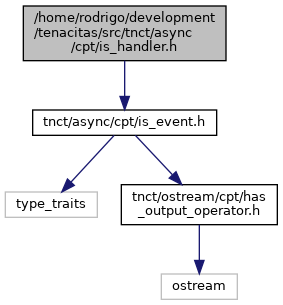 /home/rodrigo/development
/tenacitas/src/tnct/async
/cpt/is_handler.h
tnct/async/cpt/is_event.h
type_traits
tnct/ostream/cpt/has
_output_operator.h
ostream